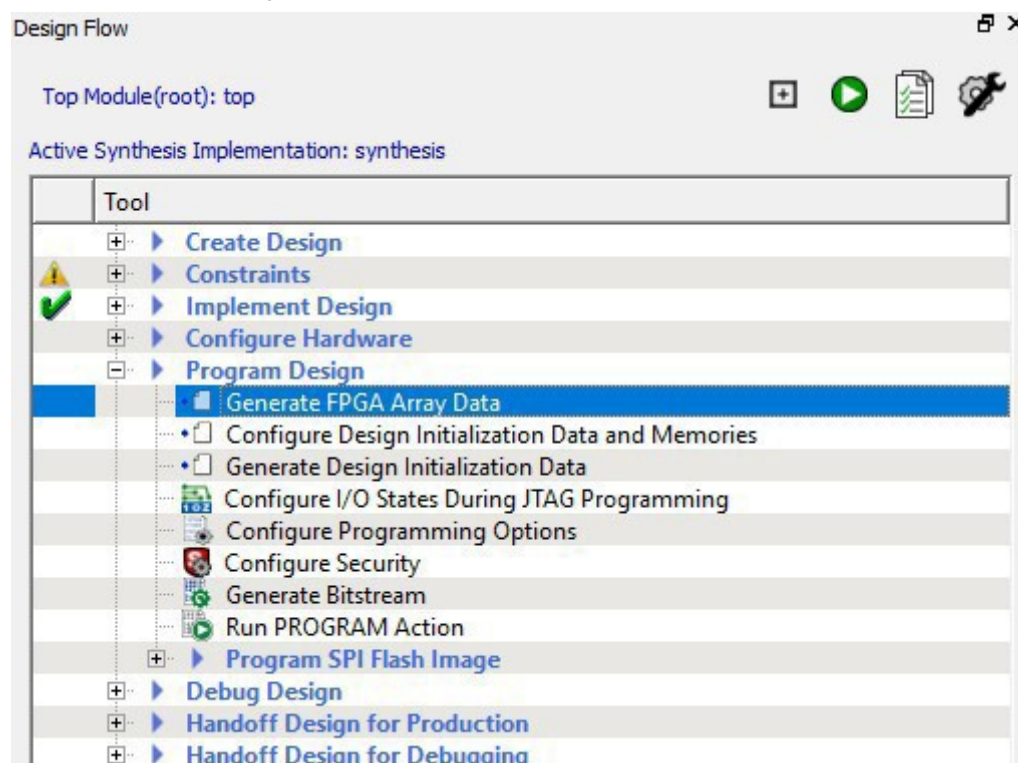 Design Flow
Top Module(root): top
Active Synthesis Implementation: synthesis
Tool
Create Design
Constraints
Implement Design
Configure Hardware
Program Design
Generate FPGA Array Data
Configure Design Initialization Data and Memories
Generate Design Initialization Data
Configure I/O States During JTAG Programming
Configure Programming Options
Configure Security
Generate Bitstream
Run PROGRAM Action
Program SPI Flash Image
Debug Design
Handoff Design for Production
Handoff Design for Debugging